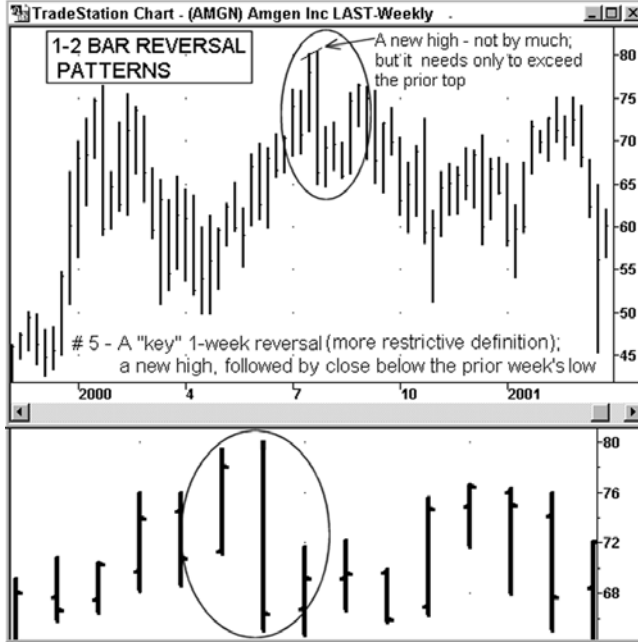 TradeStation Chart - (AMGN) Amgen Inc LAST-Weekly
1-2 BAR REVERSAL
PATTERNS
A new high - not by much;
but it needs only to exceed
the prior top
80
75
70
65
60
55
50
45
# 5 - A "key" 1-week reversal (more restrictive definition);
a new high, followed by close below the prior week's low
2000 4 7 10 2001
80
76
72
68